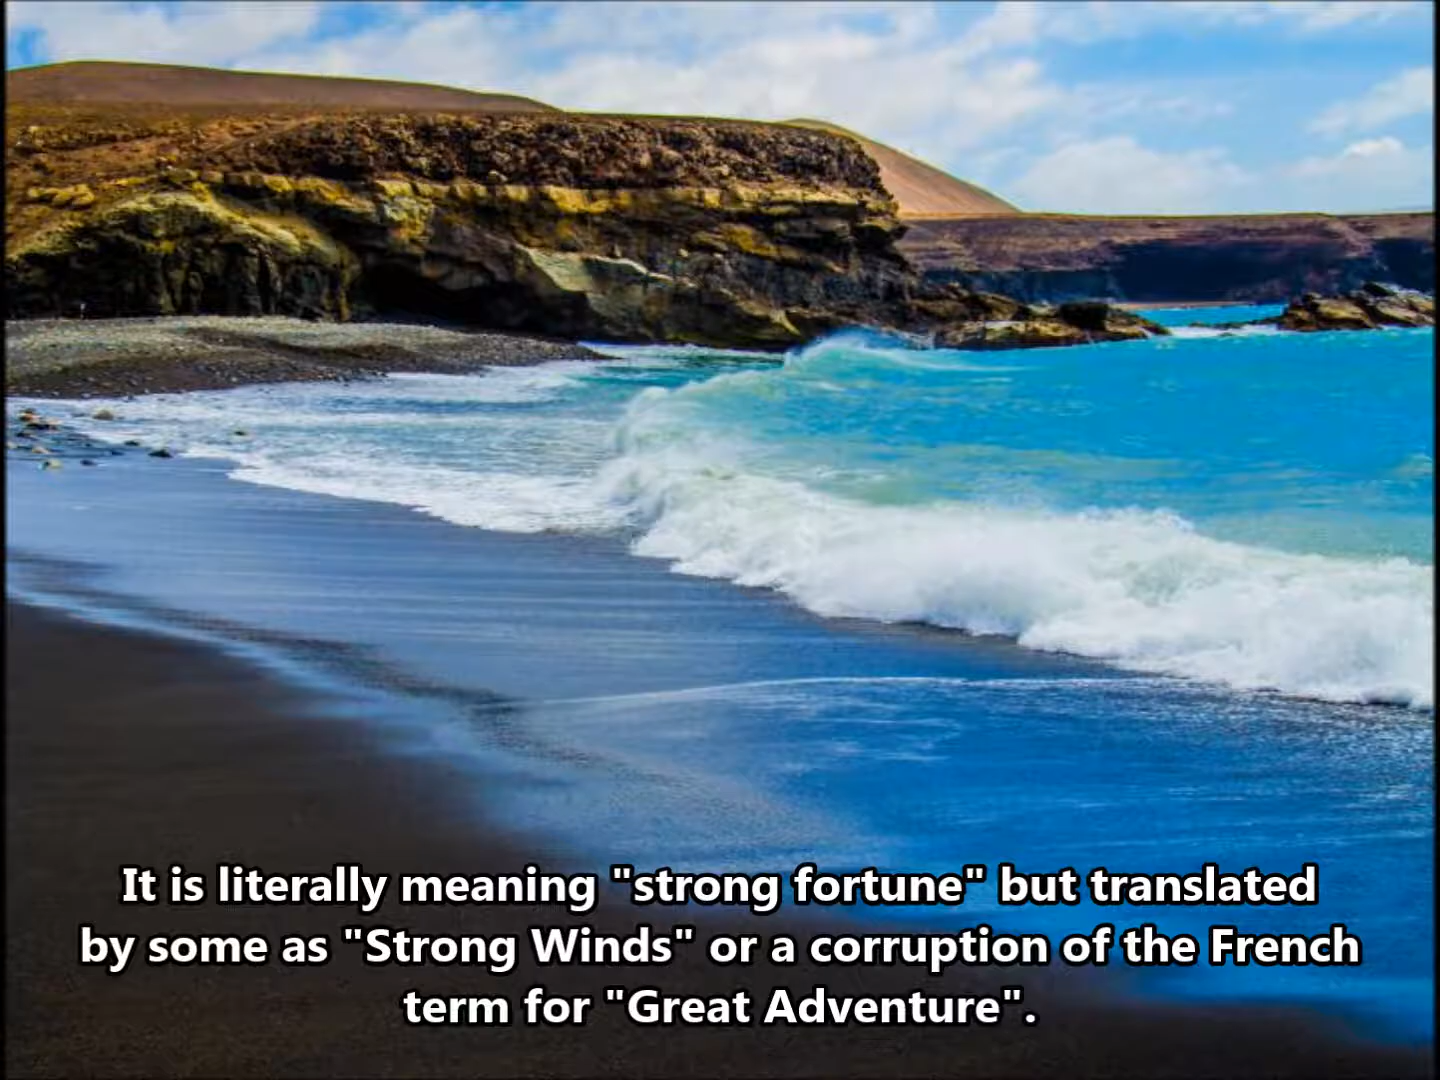 It is literally meaning "strong fortune" but translated
by some as "Strong Winds" or a corruption of the French
term for "Great Adventure".